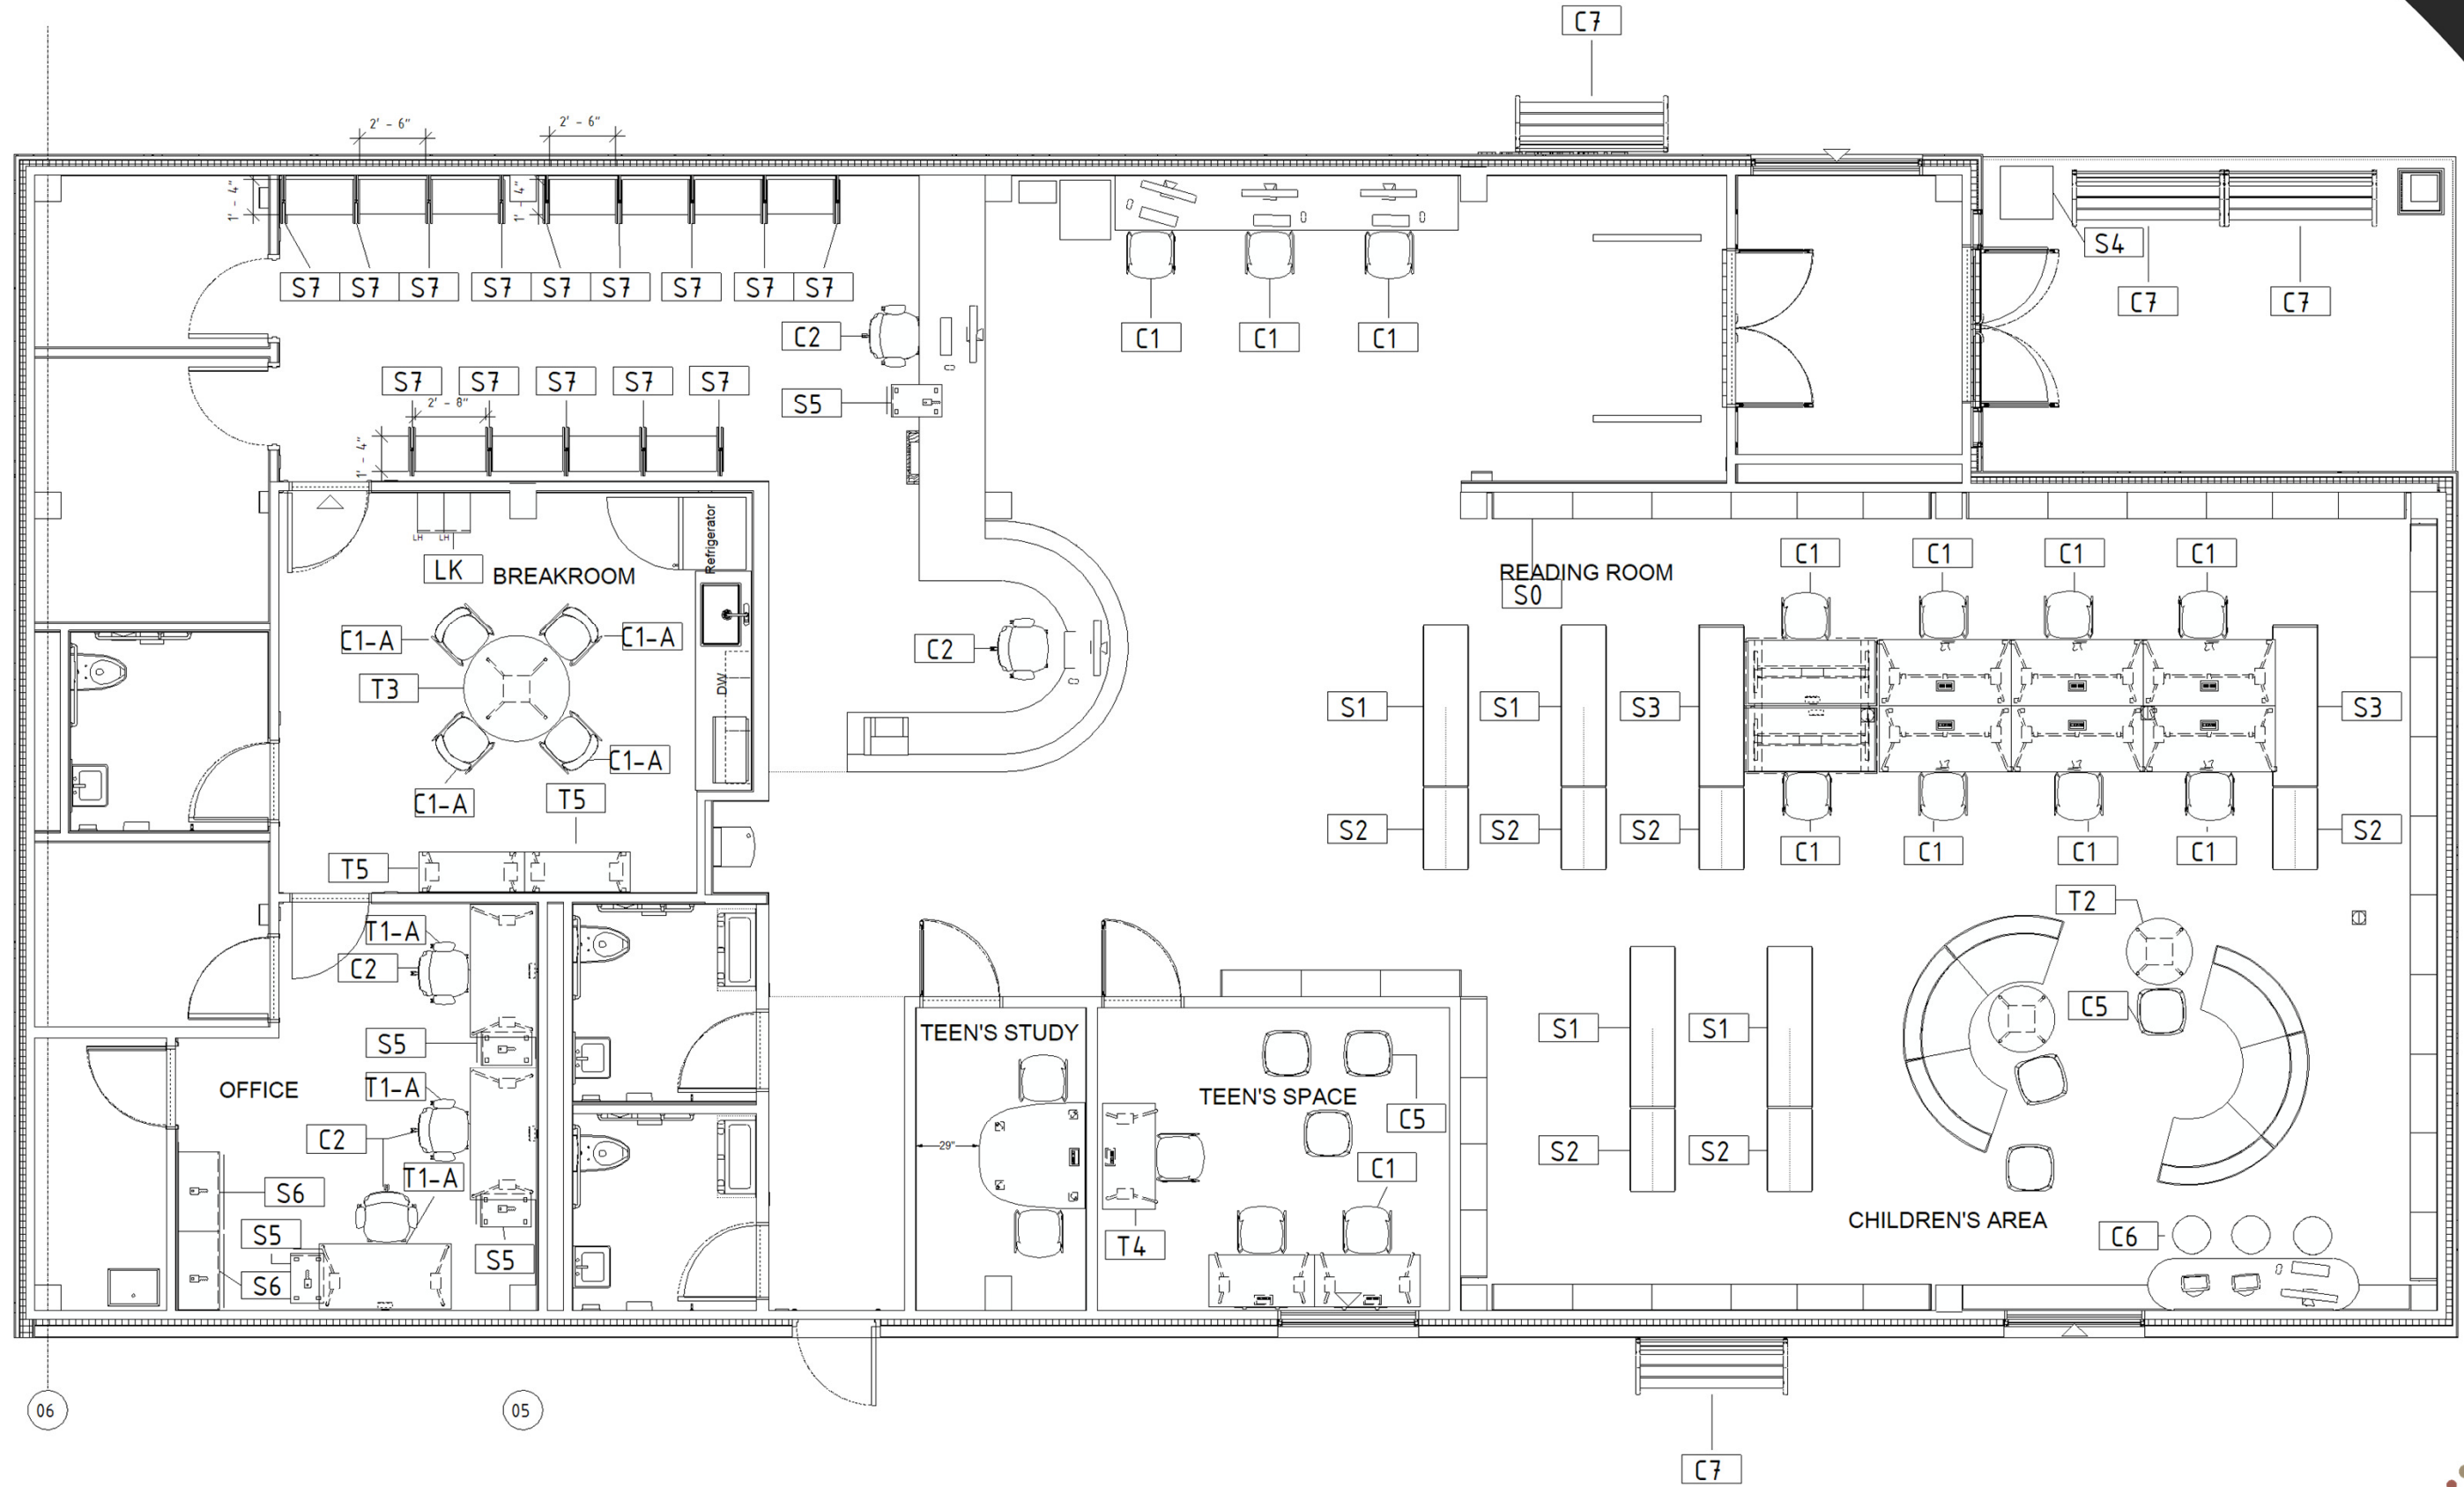 C7
2' - 6"
2' - 6"
1' - 4"
1' - 4"
S7
S7
S7
S7
S7
S7
S7
S7
S7
S4
C7
C7
C2
C1
C1
C1
S7
S7
S7
S7
S7
2' - 8"
S5
1' - 4"
Refrigerator
LH
LH
LK
BREAKROOM
READING ROOM
S0
C1
C1
C1
C1
C1-A
C1-A
C2
T3
DW
S1
S1
S3
S3
C1-A
C1-A
T5
S2
S2
S2
S2
C1
C1
C1
C1
T5
T2
T1-A
C2
C5
S5
TEEN'S STUDY
S1
S1
OFFICE
T1-A
TEEN'S SPACE
C5
C2
29"
S2
S2
T1-A
C1
S6
S5
S5
T4
CHILDREN'S AREA
C6
S6
06
05
C7